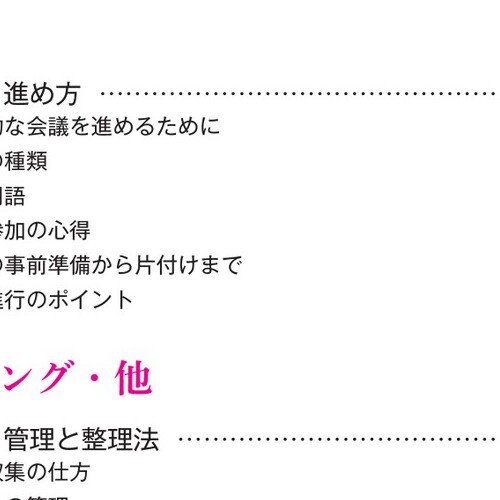 進め方 ……………………………
な会議を進めるために
種類
語
加の心得
事前準備から片付けまで
行のポイント
ング・他
管理と整理法 ……………………
集の仕方